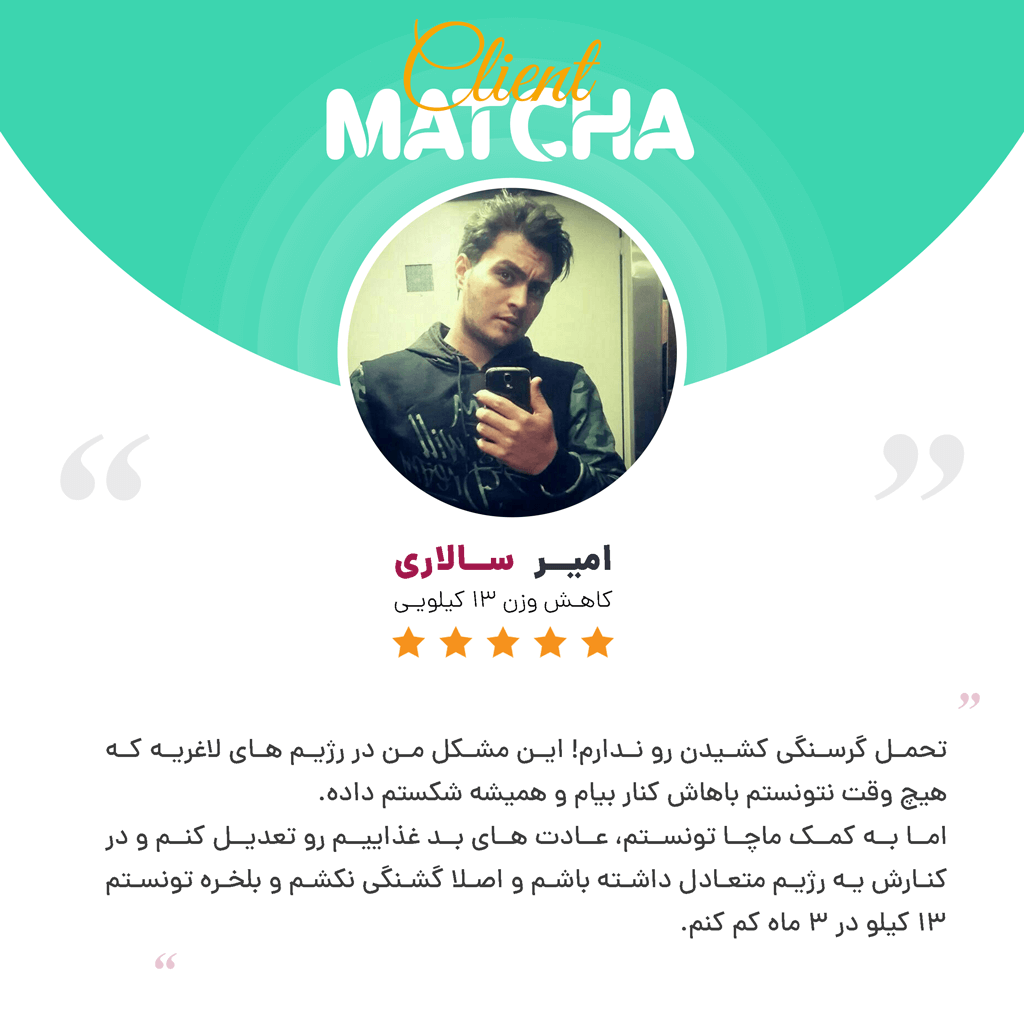 Client
MATCHA
امیر سالاری
کاهش وزن ۱۳ کیلویی
تحمل گرسنگی کشیدن رو ندارم! این مشکل من در رژیم های لاغریه که
هیچ وقت نتونستم باهاش کنار بیام و همیشه شکستم داده.
اما به کمک ماچا تونستم، عادت های بد غذاییم رو تعدیل کنم و در
کنارش یه رژیم متعادل داشته باشم و اصلا گشنگی نکشم و بلخره تونستم
۱۳ کیلو در ۳ ماه کم کنم.